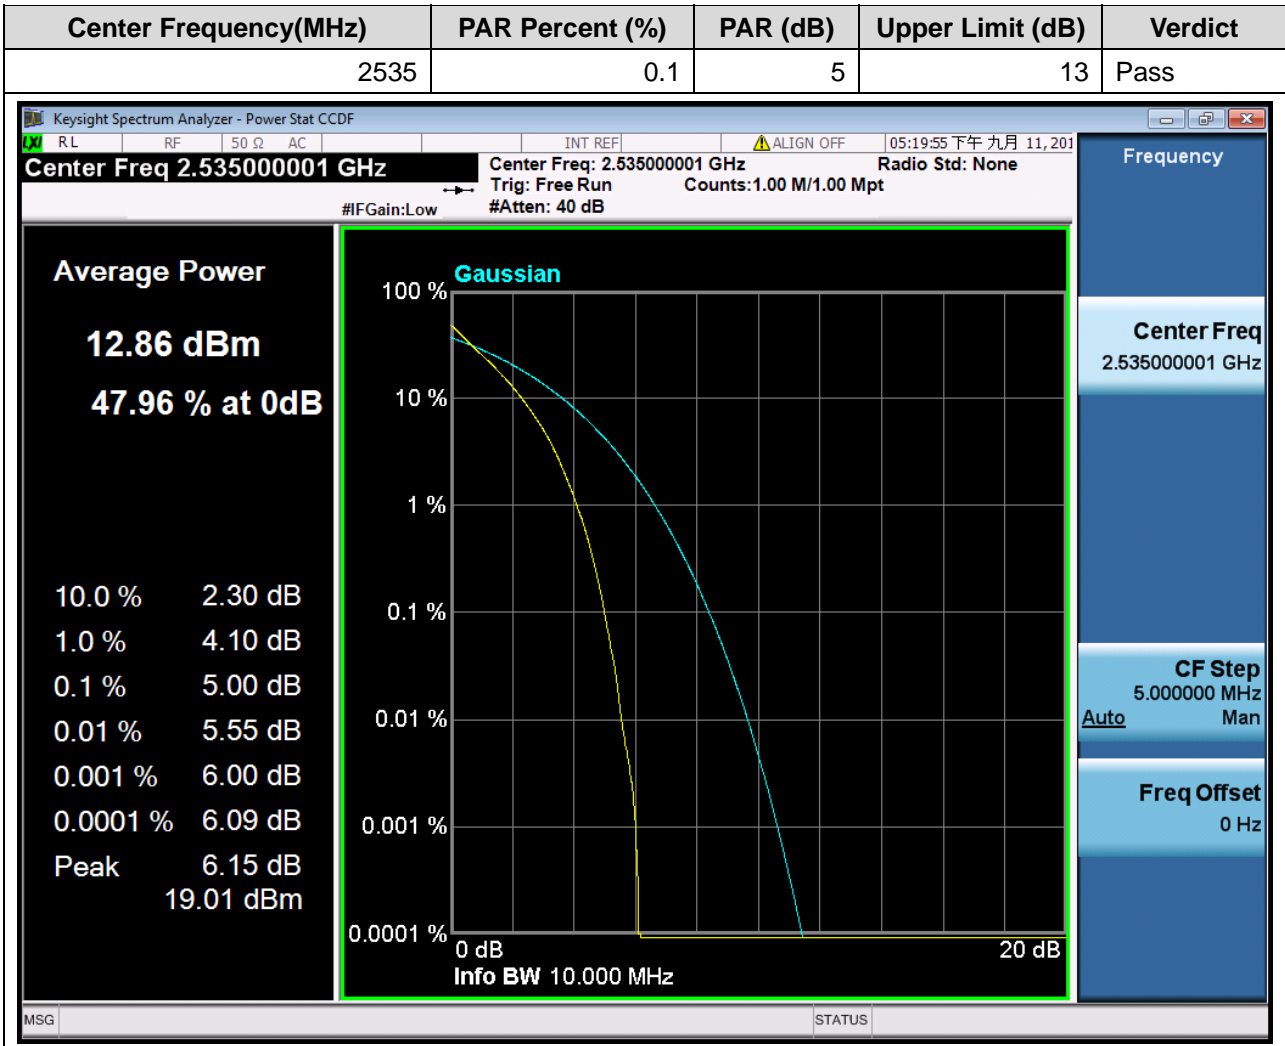 Center Frequency(MHz) PAR Percent (%) PAR (dB) Upper Limit (dB) Verdict
2535 0.1 5 13 Pass
Keysight Spectrum Analyzer - Power Stat CCDF
LXI RL RF 50 Ω AC INT REF ALIGN OFF 05:19:55 下午 九月 11, 201
Center Freq 2.535000001 GHz
Center Freq: 2.535000001 GHz Radio Std: None
Trig: Free Run Counts:1.00 M/1.00 Mpt
#IFGain:Low #Atten: 40 dB
Frequency
Average Power
12.86 dBm
47.96 % at 0dB
10.0 % 2.30 dB
1.0 % 4.10 dB
0.1 % 5.00 dB
0.01 % 5.55 dB
0.001 % 6.00 dB
0.0001 % 6.09 dB
Peak 6.15 dB
19.01 dBm
Gaussian
100 %
10 %
1 %
0.1 %
0.01 %
0.001 %
0.0001 %
0 dB 20 dB
Info BW 10.000 MHz
Center Freq
2.535000001 GHz
CF Step
5.000000 MHz
Auto Man
Freq Offset
0 Hz
MSG STATUS